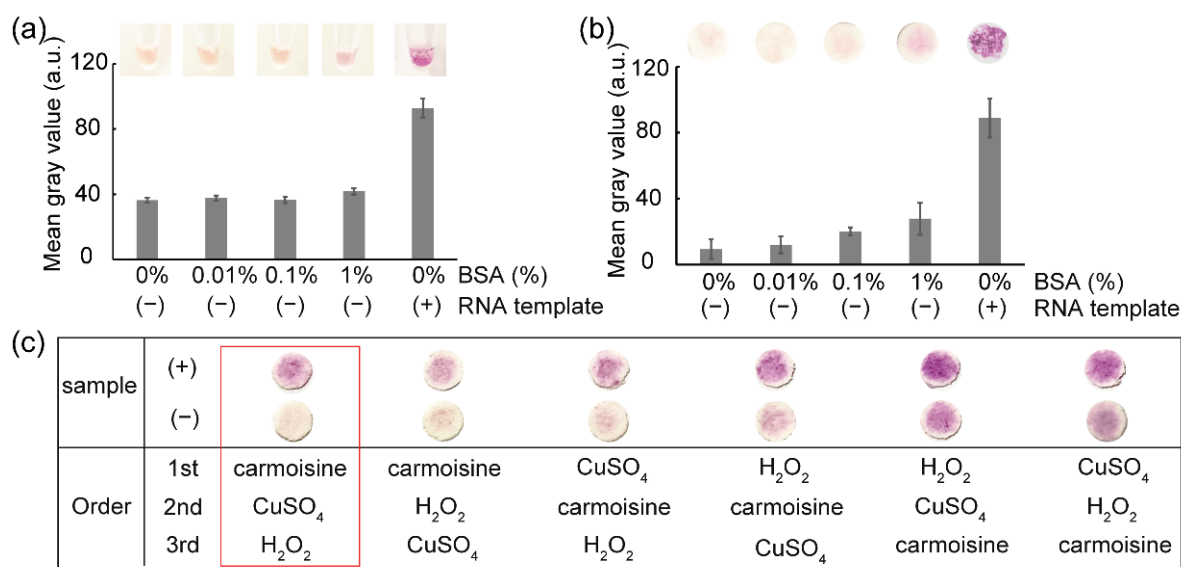 (a)
Mean gray value (a.u.)
120
80
40
0
0% 0.01% 0.1% 1% 0% BSA (%)
(−) (−) (−) (−) (+) RNA template
(b)
Mean gray value (a.u.)
120
80
40
0
0% 0.01% 0.1% 1% 0% BSA (%)
(−) (−) (−) (−) (+) RNA template
(c)
sample
(+)
(−)
Order
1st carmoisine carmoisine CuSO₄ H₂O₂ H₂O₂ CuSO₄
2nd CuSO₄ H₂O₂ carmoisine carmoisine CuSO₄ H₂O₂
3rd H₂O₂ CuSO₄ H₂O₂ CuSO₄ carmoisine carmoisine